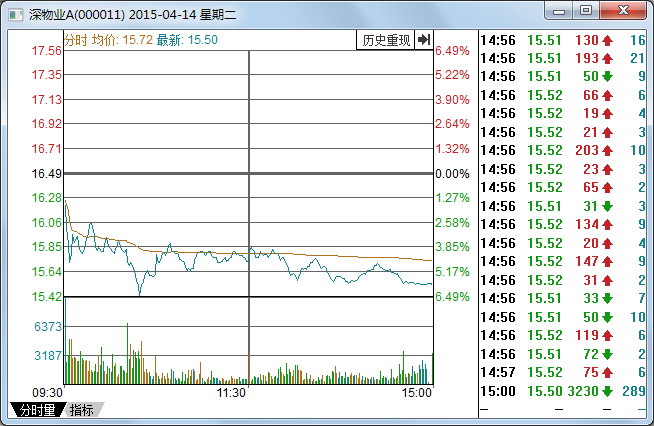 深物业A(000011) 2015-04-14 星期二
分时 均价: 15.72 最新: 15.50
历史重现
17.56 6.49%
17.35 5.22%
17.13 3.90%
16.92 2.64%
16.71 1.32%
16.49 0.00%
16.28 1.27%
16.06 2.58%
15.85 3.85%
15.64 5.17%
15.42 6.49%
6373
3187
09:30 11:30 15:00
分时量 指标
14:56 15.51 130 16
14:56 15.51 193 21
14:56 15.51 50 9
14:56 15.52 66 6
14:56 15.52 19 4
14:56 15.52 21 3
14:56 15.52 203 10
14:56 15.52 23 3
14:56 15.52 65 2
14:56 15.51 31 3
14:56 15.52 134 9
14:56 15.52 20 4
14:56 15.52 147 9
14:56 15.52 31 2
14:56 15.51 33 7
14:56 15.51 50 10
14:56 15.52 119 6
14:56 15.51 72 2
14:57 15.52 75 6
15:00 15.50 3230 289
– – – –